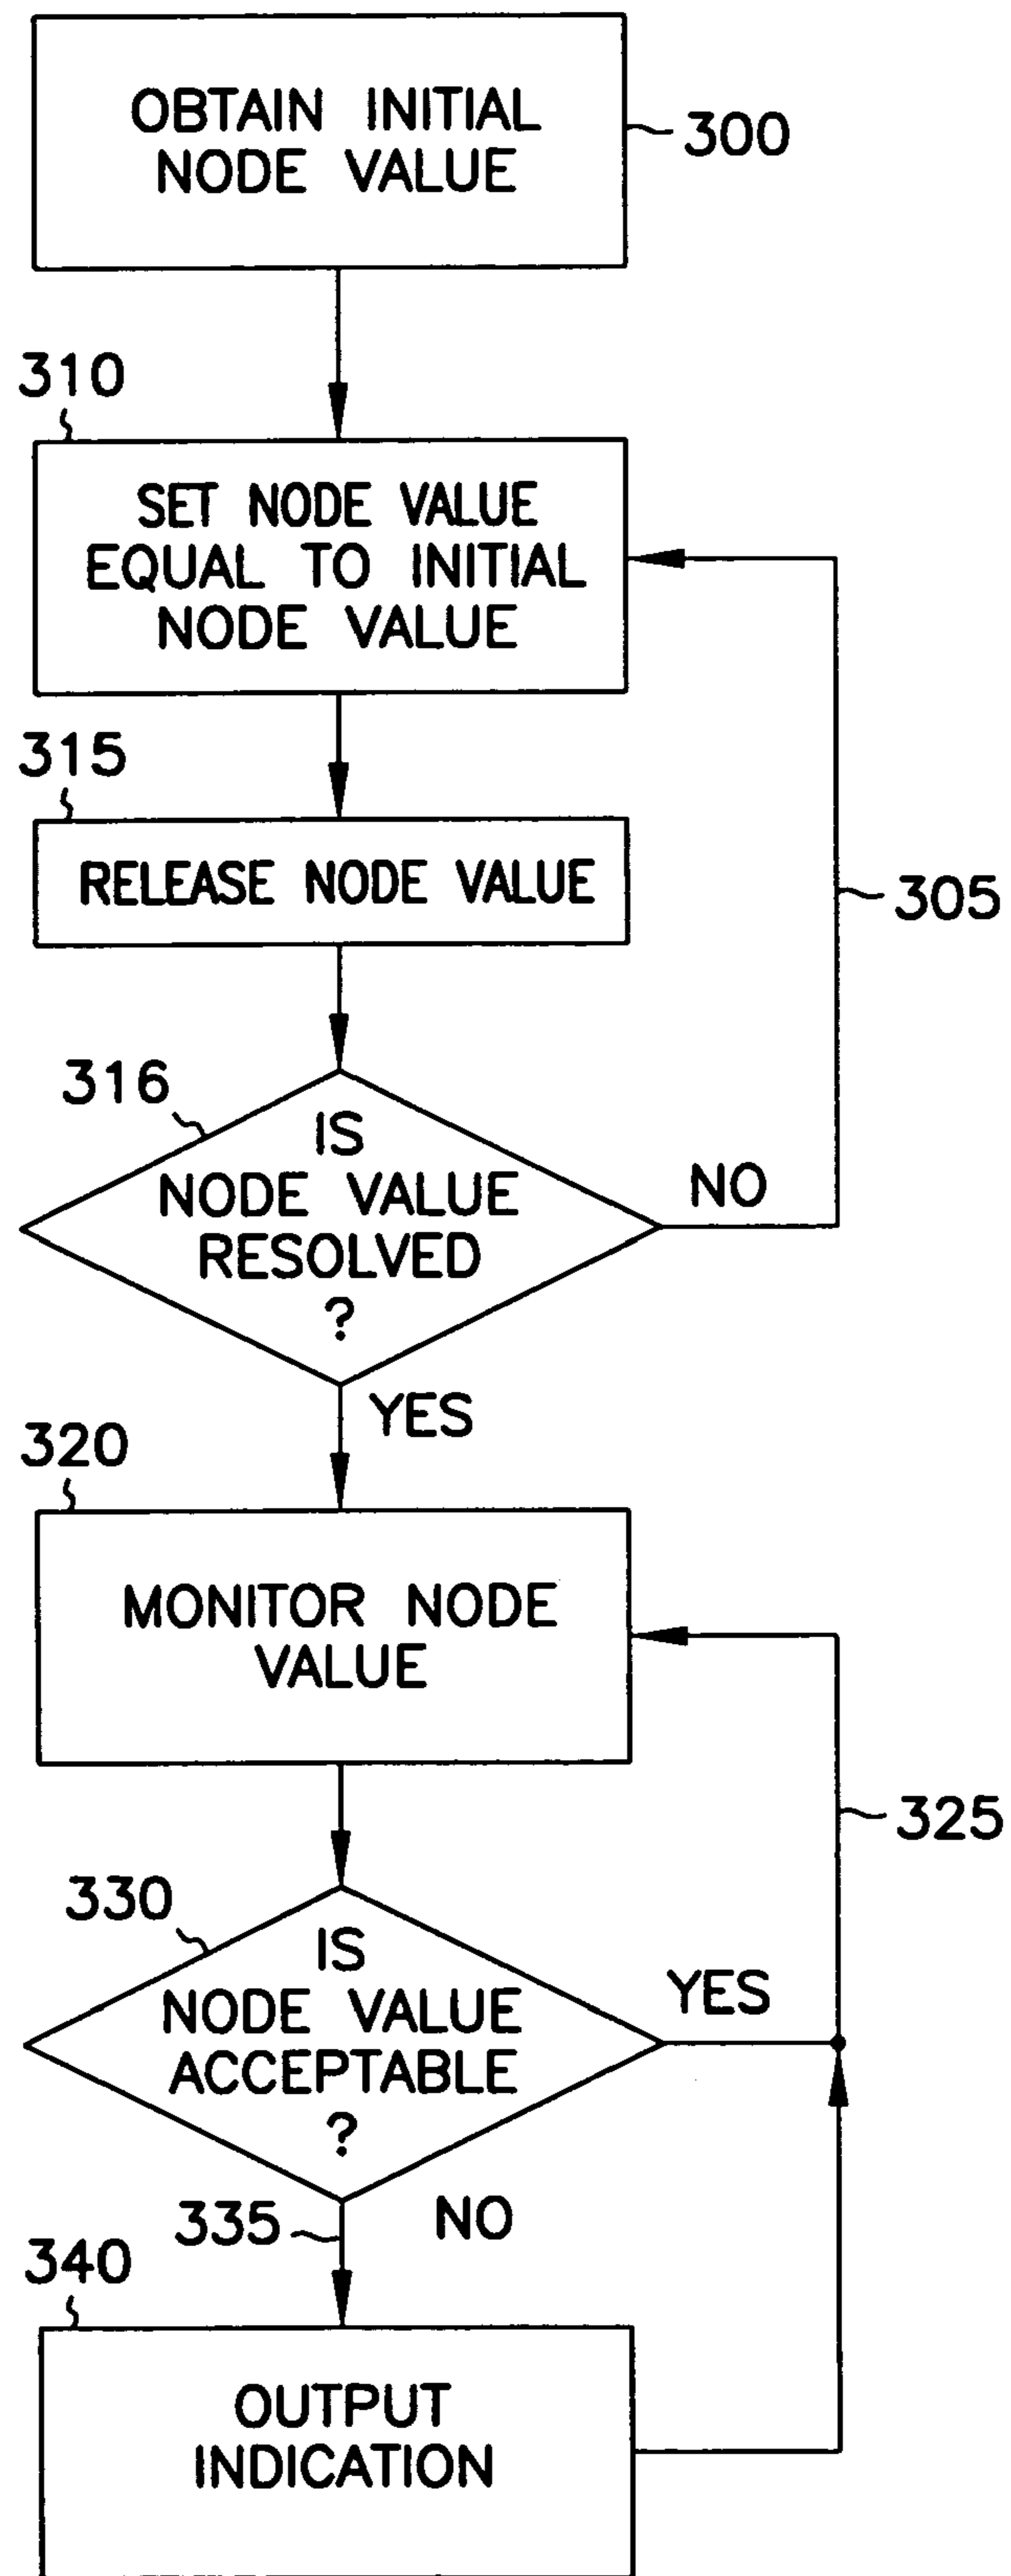 OBTAIN INITIAL
NODE VALUE
300
310
SET NODE VALUE
EQUAL TO INITIAL
NODE VALUE
315
RELEASE NODE VALUE
305
316
IS
NODE VALUE
RESOLVED
?
NO
YES
320
MONITOR NODE
VALUE
325
330
IS
NODE VALUE
ACCEPTABLE
?
YES
335
NO
340
OUTPUT
INDICATION